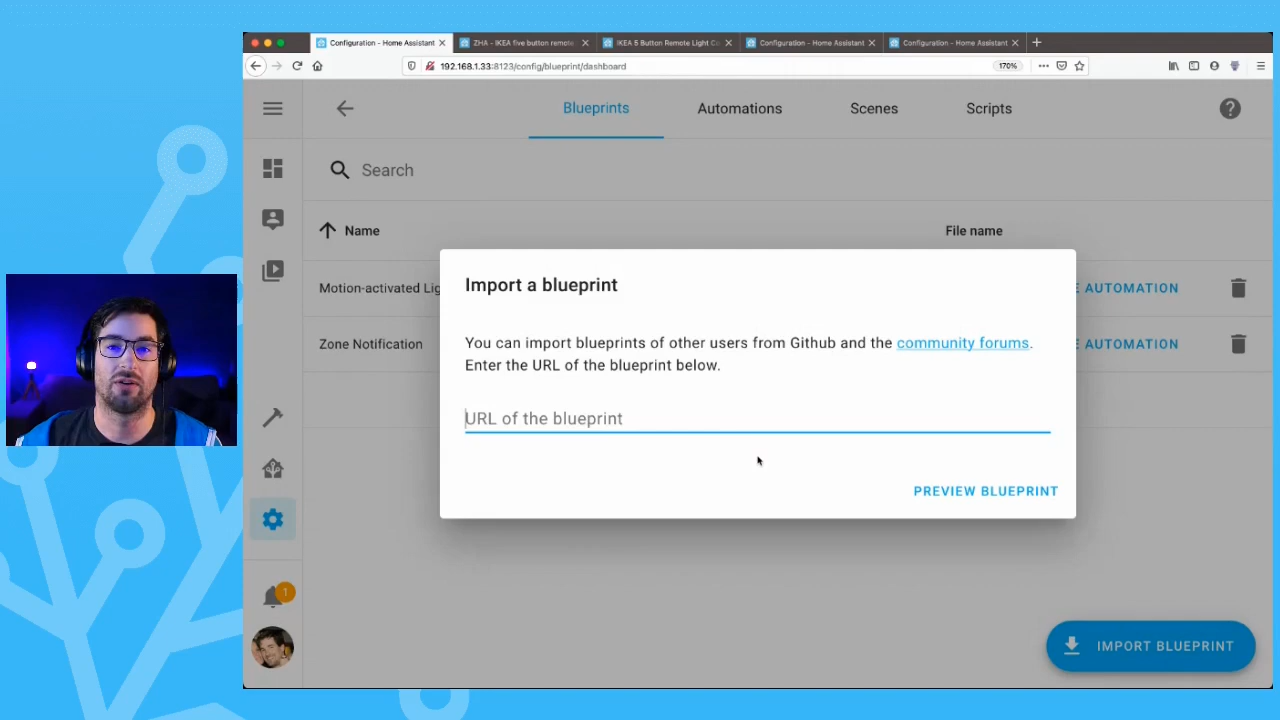 Configuration - Home Assistant
ZHA - IKEA five button remote
IKEA 5 Button Remote Light Co
Configuration - Home Assistant
Configuration - Home Assistant
192.168.1.33:8123/config/blueprint/dashboard
170%
Blueprints
Automations
Scenes
Scripts
Search
Name
File name
Motion-activated Lig
E AUTOMATION
Zone Notification
E AUTOMATION
Import a blueprint
You can import blueprints of other users from Github and the community forums.
Enter the URL of the blueprint below.
URL of the blueprint
PREVIEW BLUEPRINT
1
IMPORT BLUEPRINT